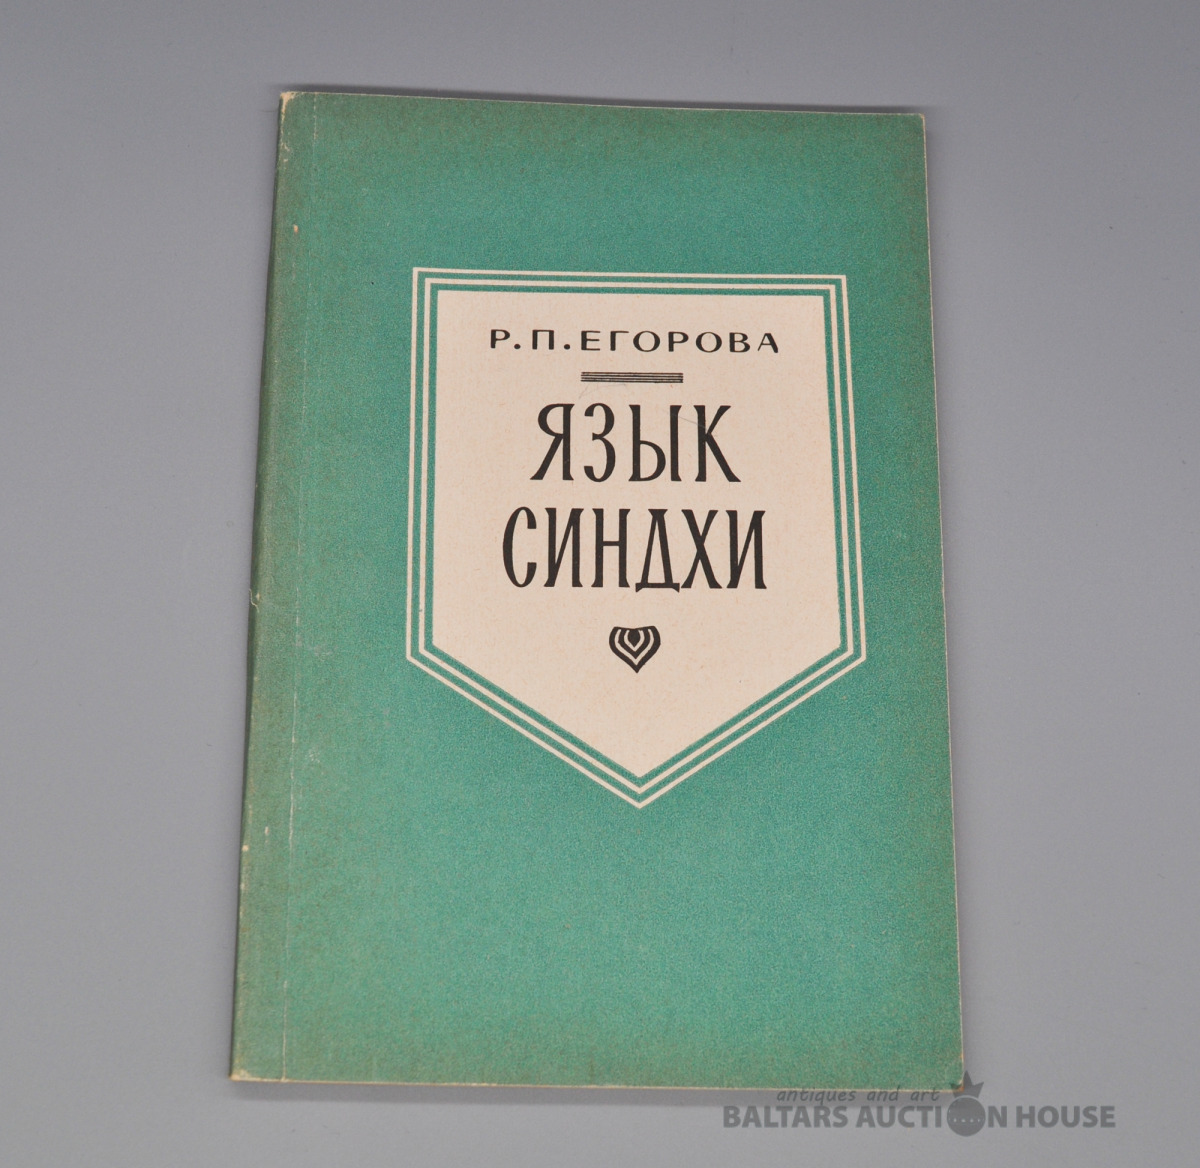 Р. П. ЕГОРОВА
ЯЗЫК
СИНДХИ
antiques and art
BALTARS AUCTION HOUSE